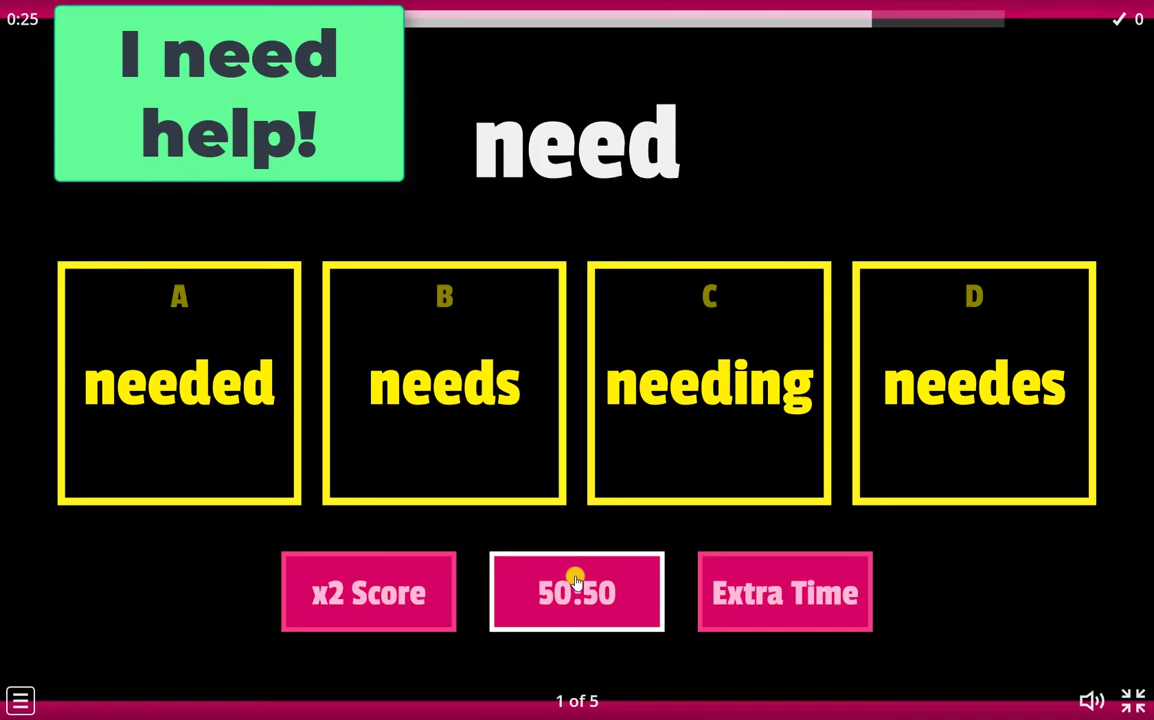 0:25
✓ 0
I need
help!
need
A
B
C
D
needed
needs
needing
needes
x2 Score
50:50
Extra Time
1 of 5